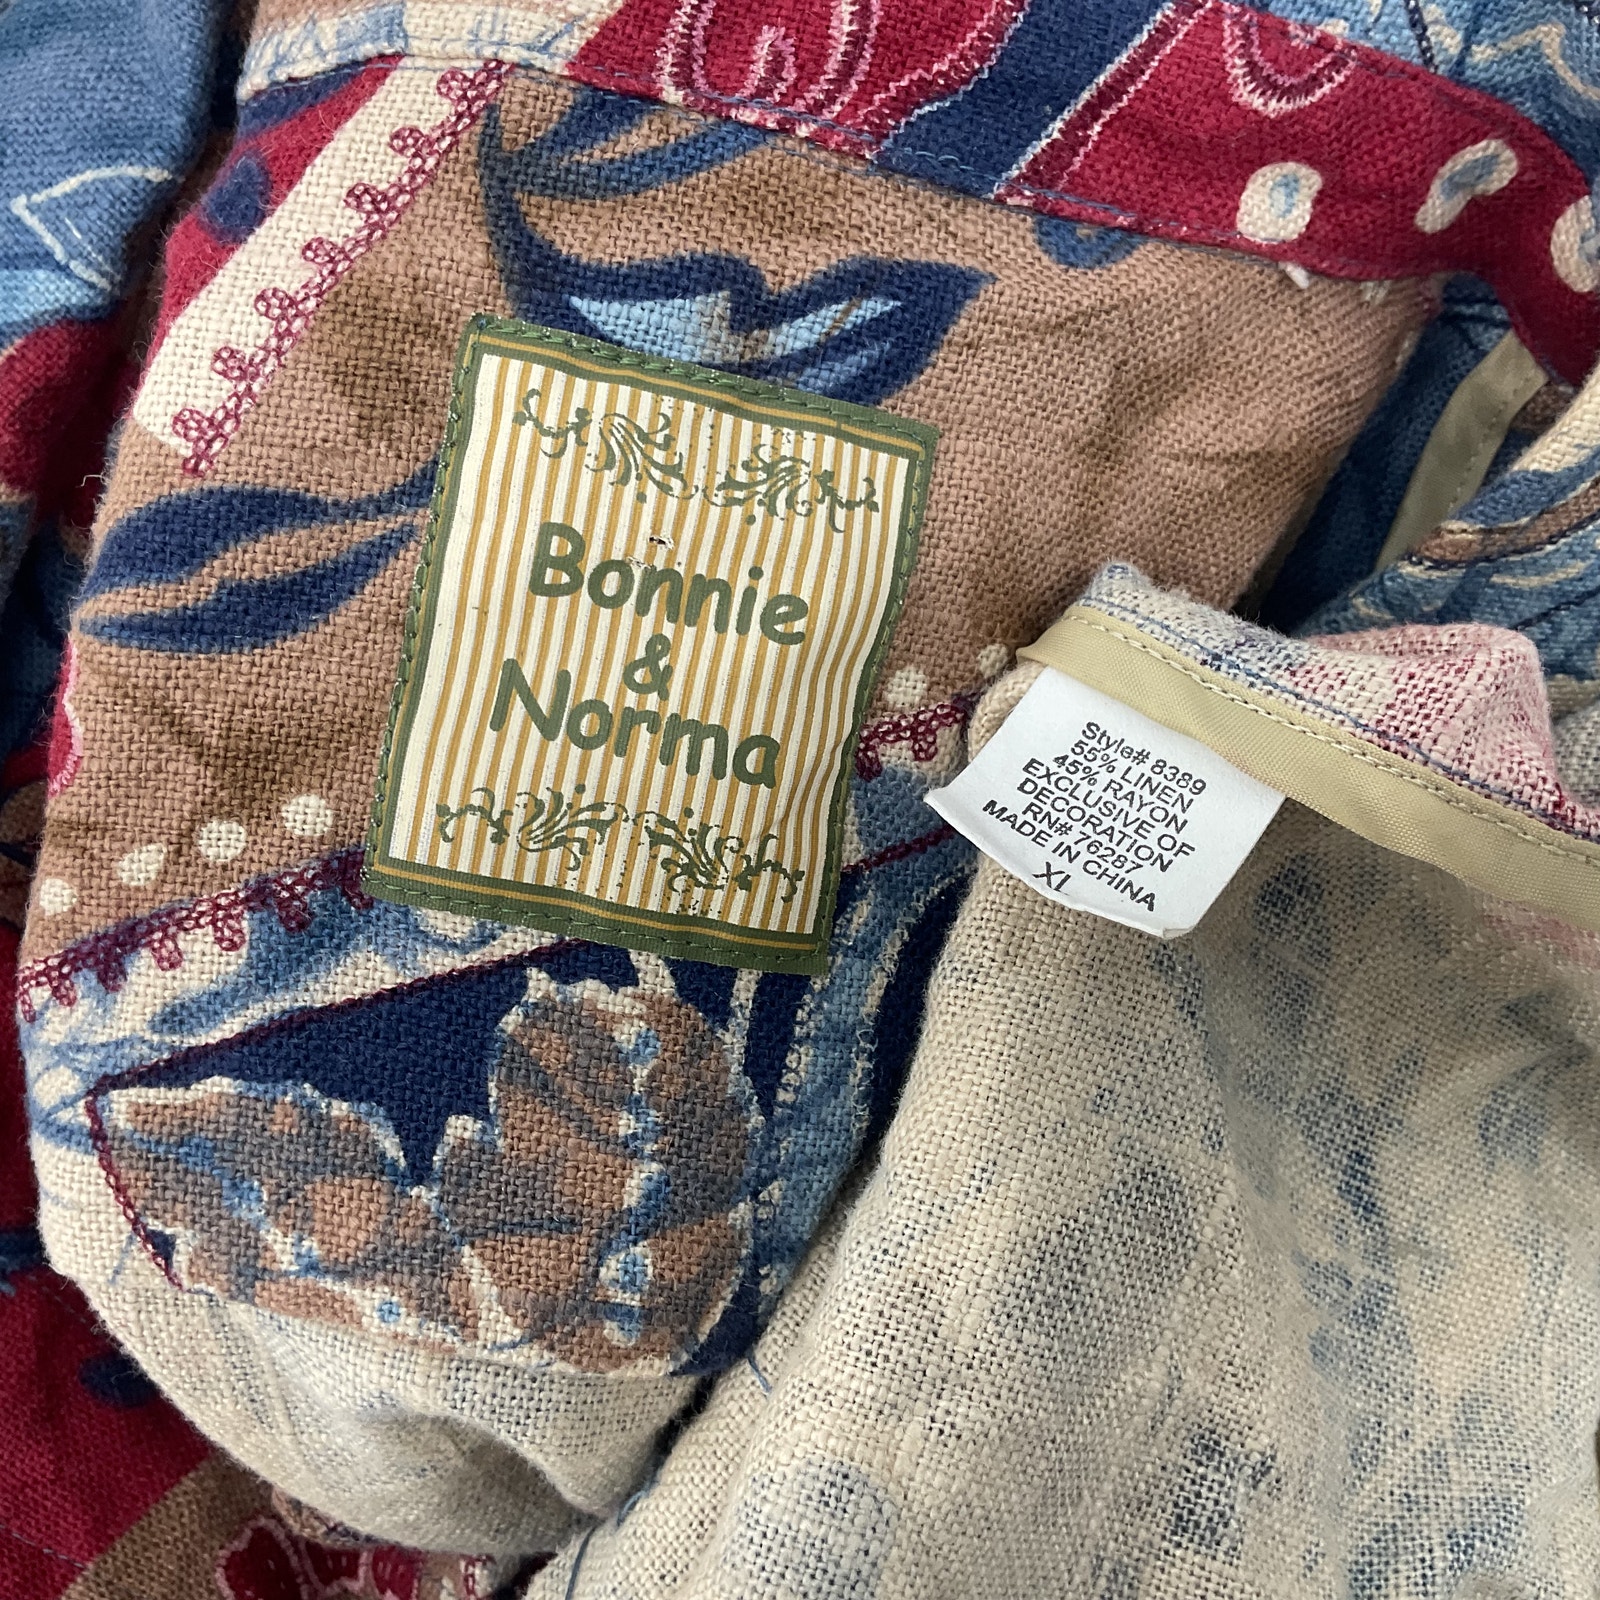 Bonnie
&
Norma
Style# 8389
55% LINEN
45% RAYON
EXCLUSIVE OF
DECORATION
RN# 76287
MADE IN CHINA
XL